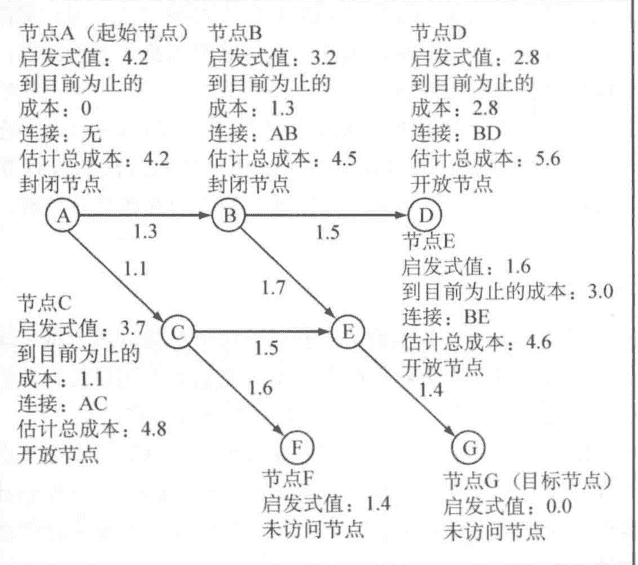 节点A（起始节点）
启发式值：4.2
到目前为止的
成本：0
连接：无
估计总成本：4.2
封闭节点
节点B
启发式值：3.2
到目前为止的
成本：1.3
连接：AB
估计总成本：4.5
封闭节点
节点D
启发式值：2.8
到目前为止的
成本：2.8
连接：BD
估计总成本：5.6
开放节点
A
1.3
B
1.5
D
1.1
1.7
节点E
启发式值：1.6
到目前为止的成本：3.0
连接：BE
估计总成本：4.6
开放节点
节点C
启发式值：3.7
到目前为止的
成本：1.1
连接：AC
估计总成本：4.8
开放节点
C
1.5
E
1.6
1.4
F
G
节点F
启发式值：1.4
未访问节点
节点G（目标节点）
启发式值：0.0
未访问节点